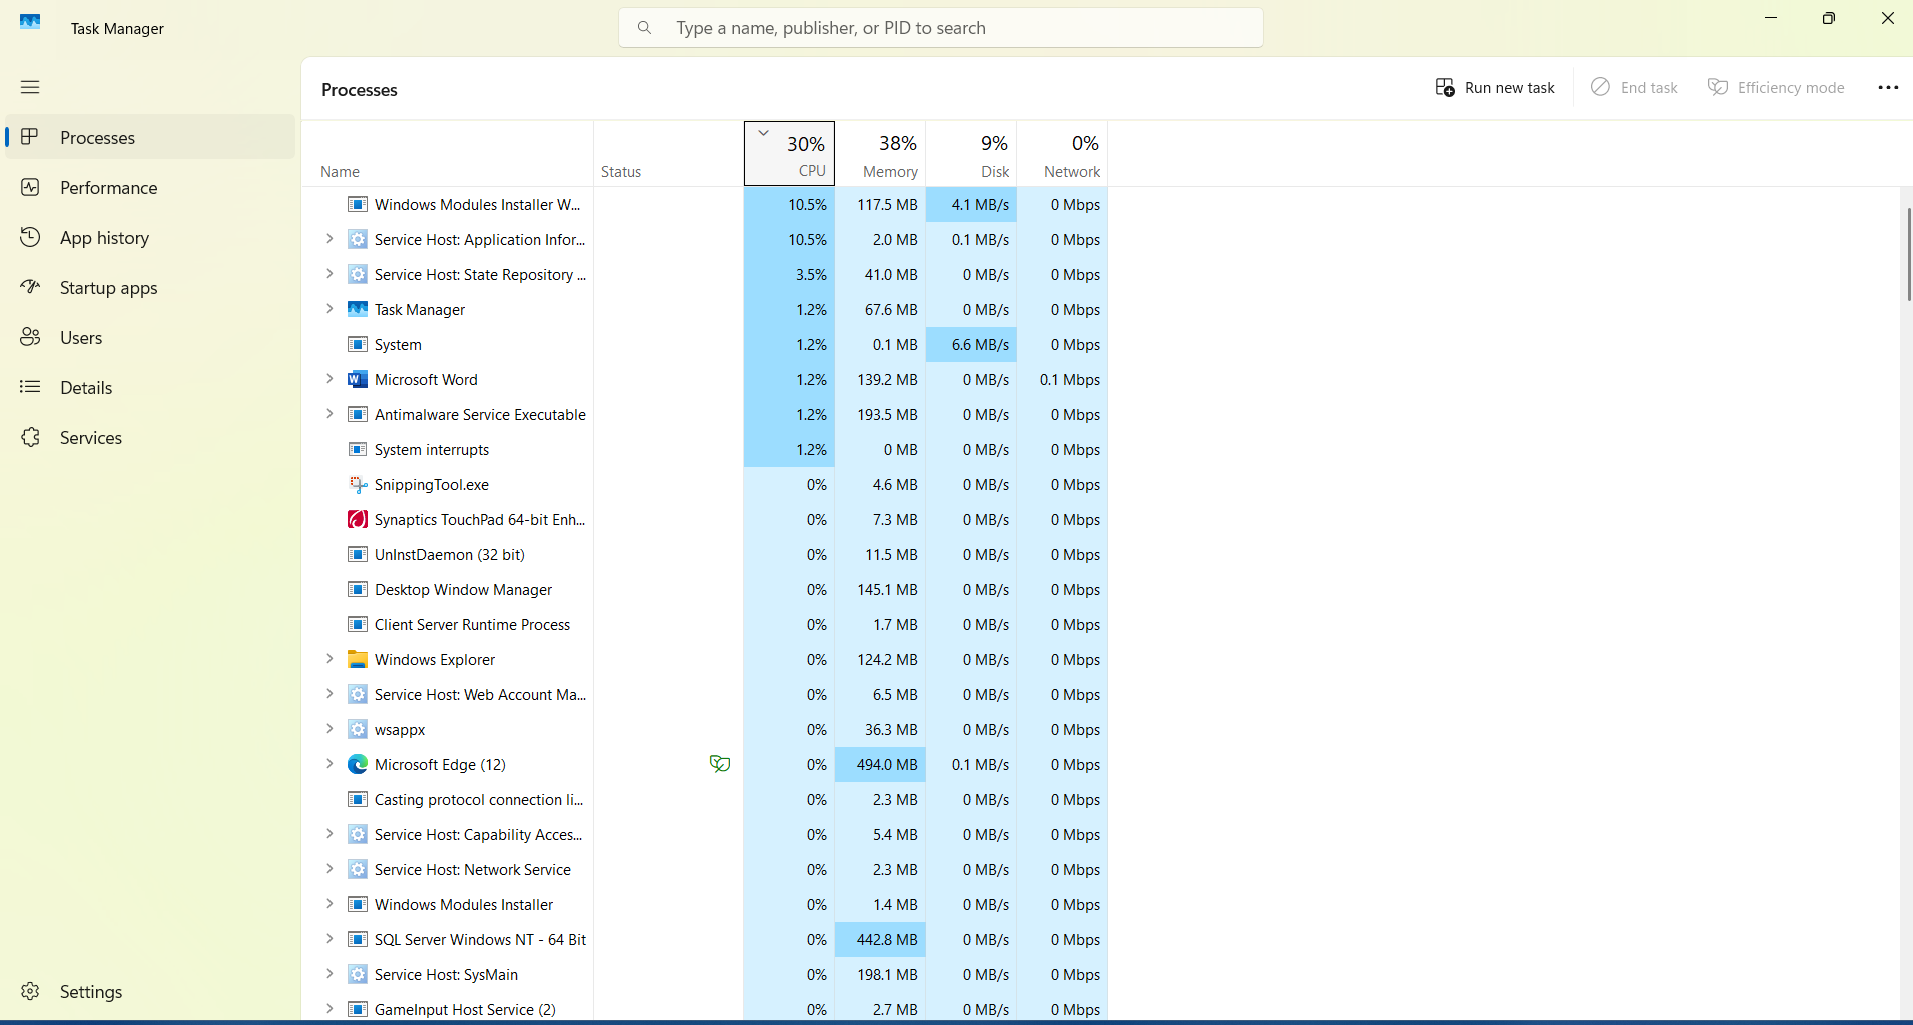 Task Manager
Type a name, publisher, or PID to search
Processes
Performance
App history
Startup apps
Users
Details
Services
Settings
Processes
Run new task
End task
Efficiency mode
30% 38% 9% 0%
Name Status CPU Memory Disk Network
Windows Modules Installer W... 10.5% 117.5 MB 4.1 MB/s 0 Mbps
Service Host: Application Infor... 10.5% 2.0 MB 0.1 MB/s 0 Mbps
Service Host: State Repository ... 3.5% 41.0 MB 0 MB/s 0 Mbps
Task Manager 1.2% 67.6 MB 0 MB/s 0 Mbps
System 1.2% 0.1 MB 6.6 MB/s 0 Mbps
Microsoft Word 1.2% 139.2 MB 0 MB/s 0.1 Mbps
Antimalware Service Executable 1.2% 193.5 MB 0 MB/s 0 Mbps
System interrupts 1.2% 0 MB 0 MB/s 0 Mbps
SnippingTool.exe 0% 4.6 MB 0 MB/s 0 Mbps
Synaptics TouchPad 64-bit Enh... 0% 7.3 MB 0 MB/s 0 Mbps
UnInstDaemon (32 bit) 0% 11.5 MB 0 MB/s 0 Mbps
Desktop Window Manager 0% 145.1 MB 0 MB/s 0 Mbps
Client Server Runtime Process 0% 1.7 MB 0 MB/s 0 Mbps
Windows Explorer 0% 124.2 MB 0 MB/s 0 Mbps
Service Host: Web Account Ma... 0% 6.5 MB 0 MB/s 0 Mbps
wsappx 0% 36.3 MB 0 MB/s 0 Mbps
Microsoft Edge (12) 0% 494.0 MB 0.1 MB/s 0 Mbps
Casting protocol connection li... 0% 2.3 MB 0 MB/s 0 Mbps
Service Host: Capability Acces... 0% 5.4 MB 0 MB/s 0 Mbps
Service Host: Network Service 0% 2.3 MB 0 MB/s 0 Mbps
Windows Modules Installer 0% 1.4 MB 0 MB/s 0 Mbps
SQL Server Windows NT - 64 Bit 0% 442.8 MB 0 MB/s 0 Mbps
Service Host: SysMain 0% 198.1 MB 0 MB/s 0 Mbps
GameInput Host Service (2) 0% 2.7 MB 0 MB/s 0 Mbps